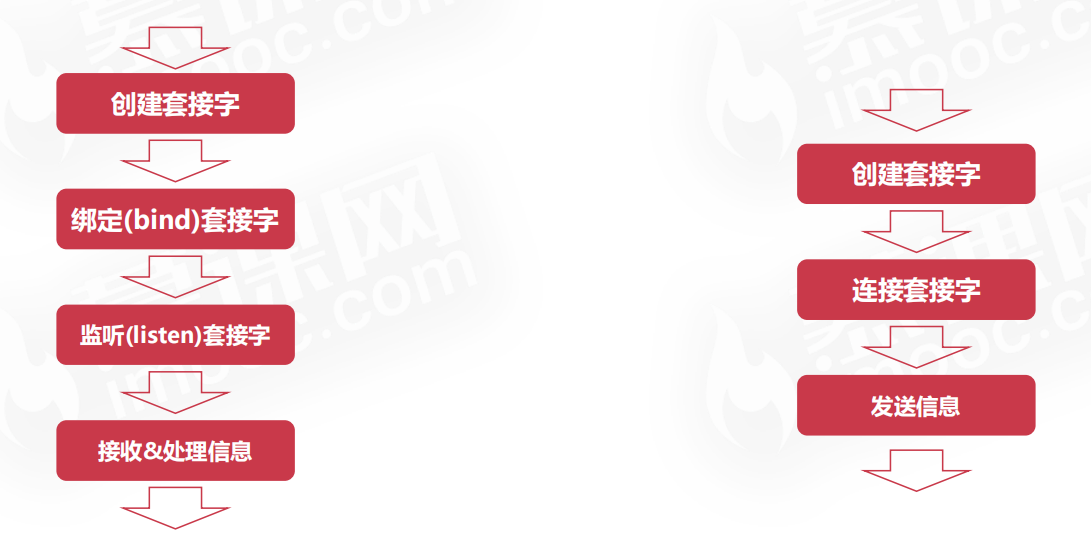 创建套接字
绑定(bind)套接字
监听(listen)套接字
接收&处理信息
创建套接字
连接套接字
发送信息
慕课网
imooc.com